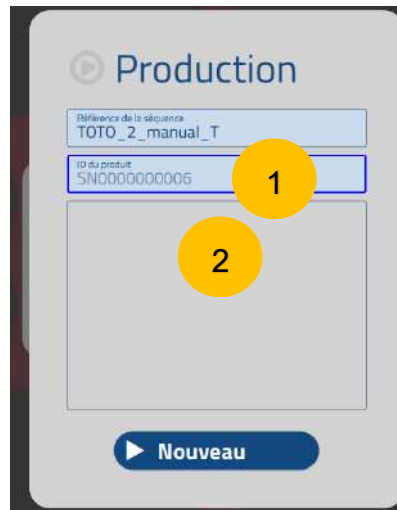 Production
Référence de la séquence
TOTO_2_manual_T
ID du produit
SN0000000006
1
2
Nouveau